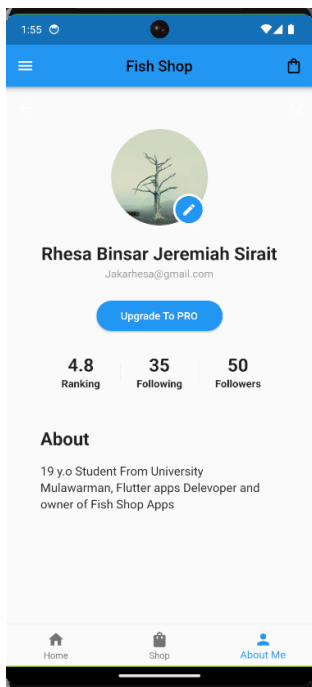 1:55
Fish Shop
Rhesa Binsar Jeremiah Sirait
Jakarhesa@gmail.com
Upgrade To PRO
4.8 35 50
Ranking Following Followers
About
19 y.o Student From University
Mulawarman, Flutter apps Delevoper and
owner of Fish Shop Apps
Home Shop About Me